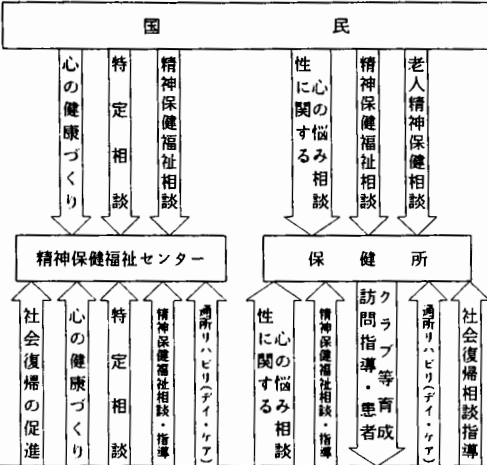 国民
心の健康づくり
特定相談
精神保健福祉相談
性に関する
心の悩み相談
精神保健福祉相談
老人精神保健相談
精神保健福祉センター
保健所
社会復帰の促進
心の健康づくり
特定相談
精神保健福祉相談・指導
通所リハビリ(デイ・ケア)
性に関する
心の悩み相談
精神保健福祉相談・指導
訪問指導・患者
クラブ等育成
通所リハビリ(デイ・ケア)
社会復帰相談指導